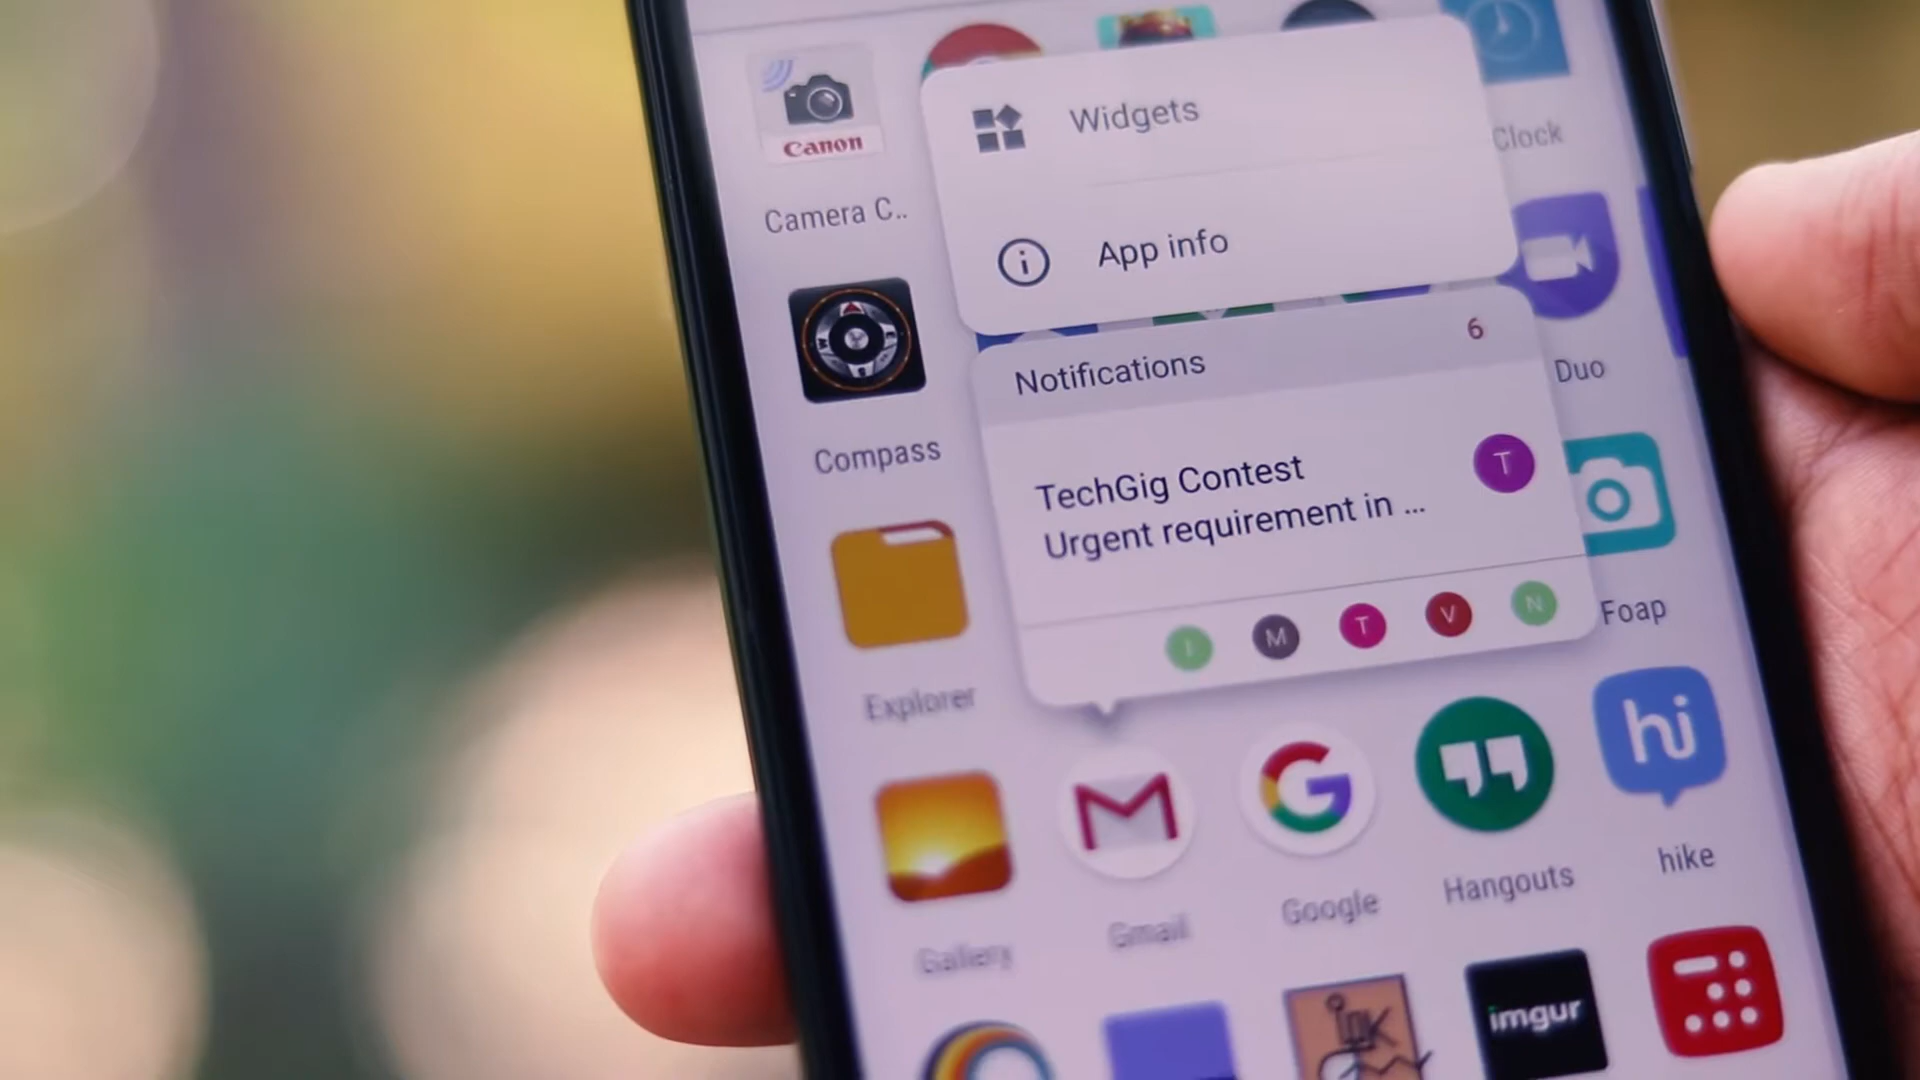 Canon
Camera C..
Widgets
Clock
App info
Notifications
6
Duo
Compass
TechGig Contest
T
Urgent requirement in ...
I
M
T
V
N
Foap
Explorer
hi
Gallery
Gmail
Google
Hangouts
hike
imgur